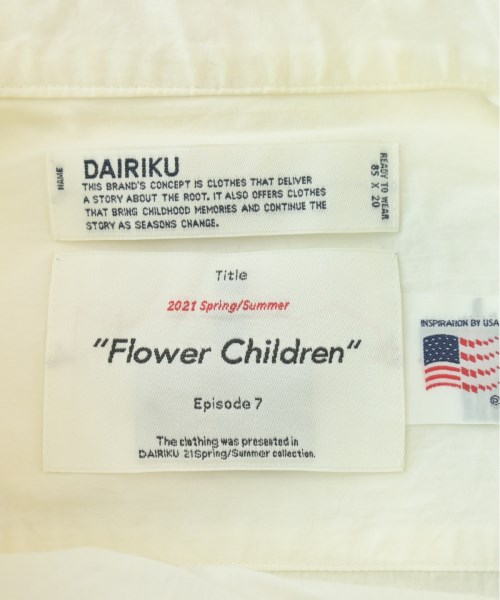 NAME
DAIRIKU
THIS BRAND'S CONCEPT IS CLOTHES THAT DELIVER
A STORY ABOUT THE ROOT. IT ALSO OFFERS CLOTHES
THAT BRING CHILDHOOD MEMORIES AND CONTINUE THE
STORY AS SEASONS CHANGE.
READY TO WEAR
85 X 20
Title
2021 Spring/Summer
"Flower Children"
Episode 7
The clothing was presented in
DAIRIKU 21Spring/Summer collection.
INSPIRATION BY USA
®